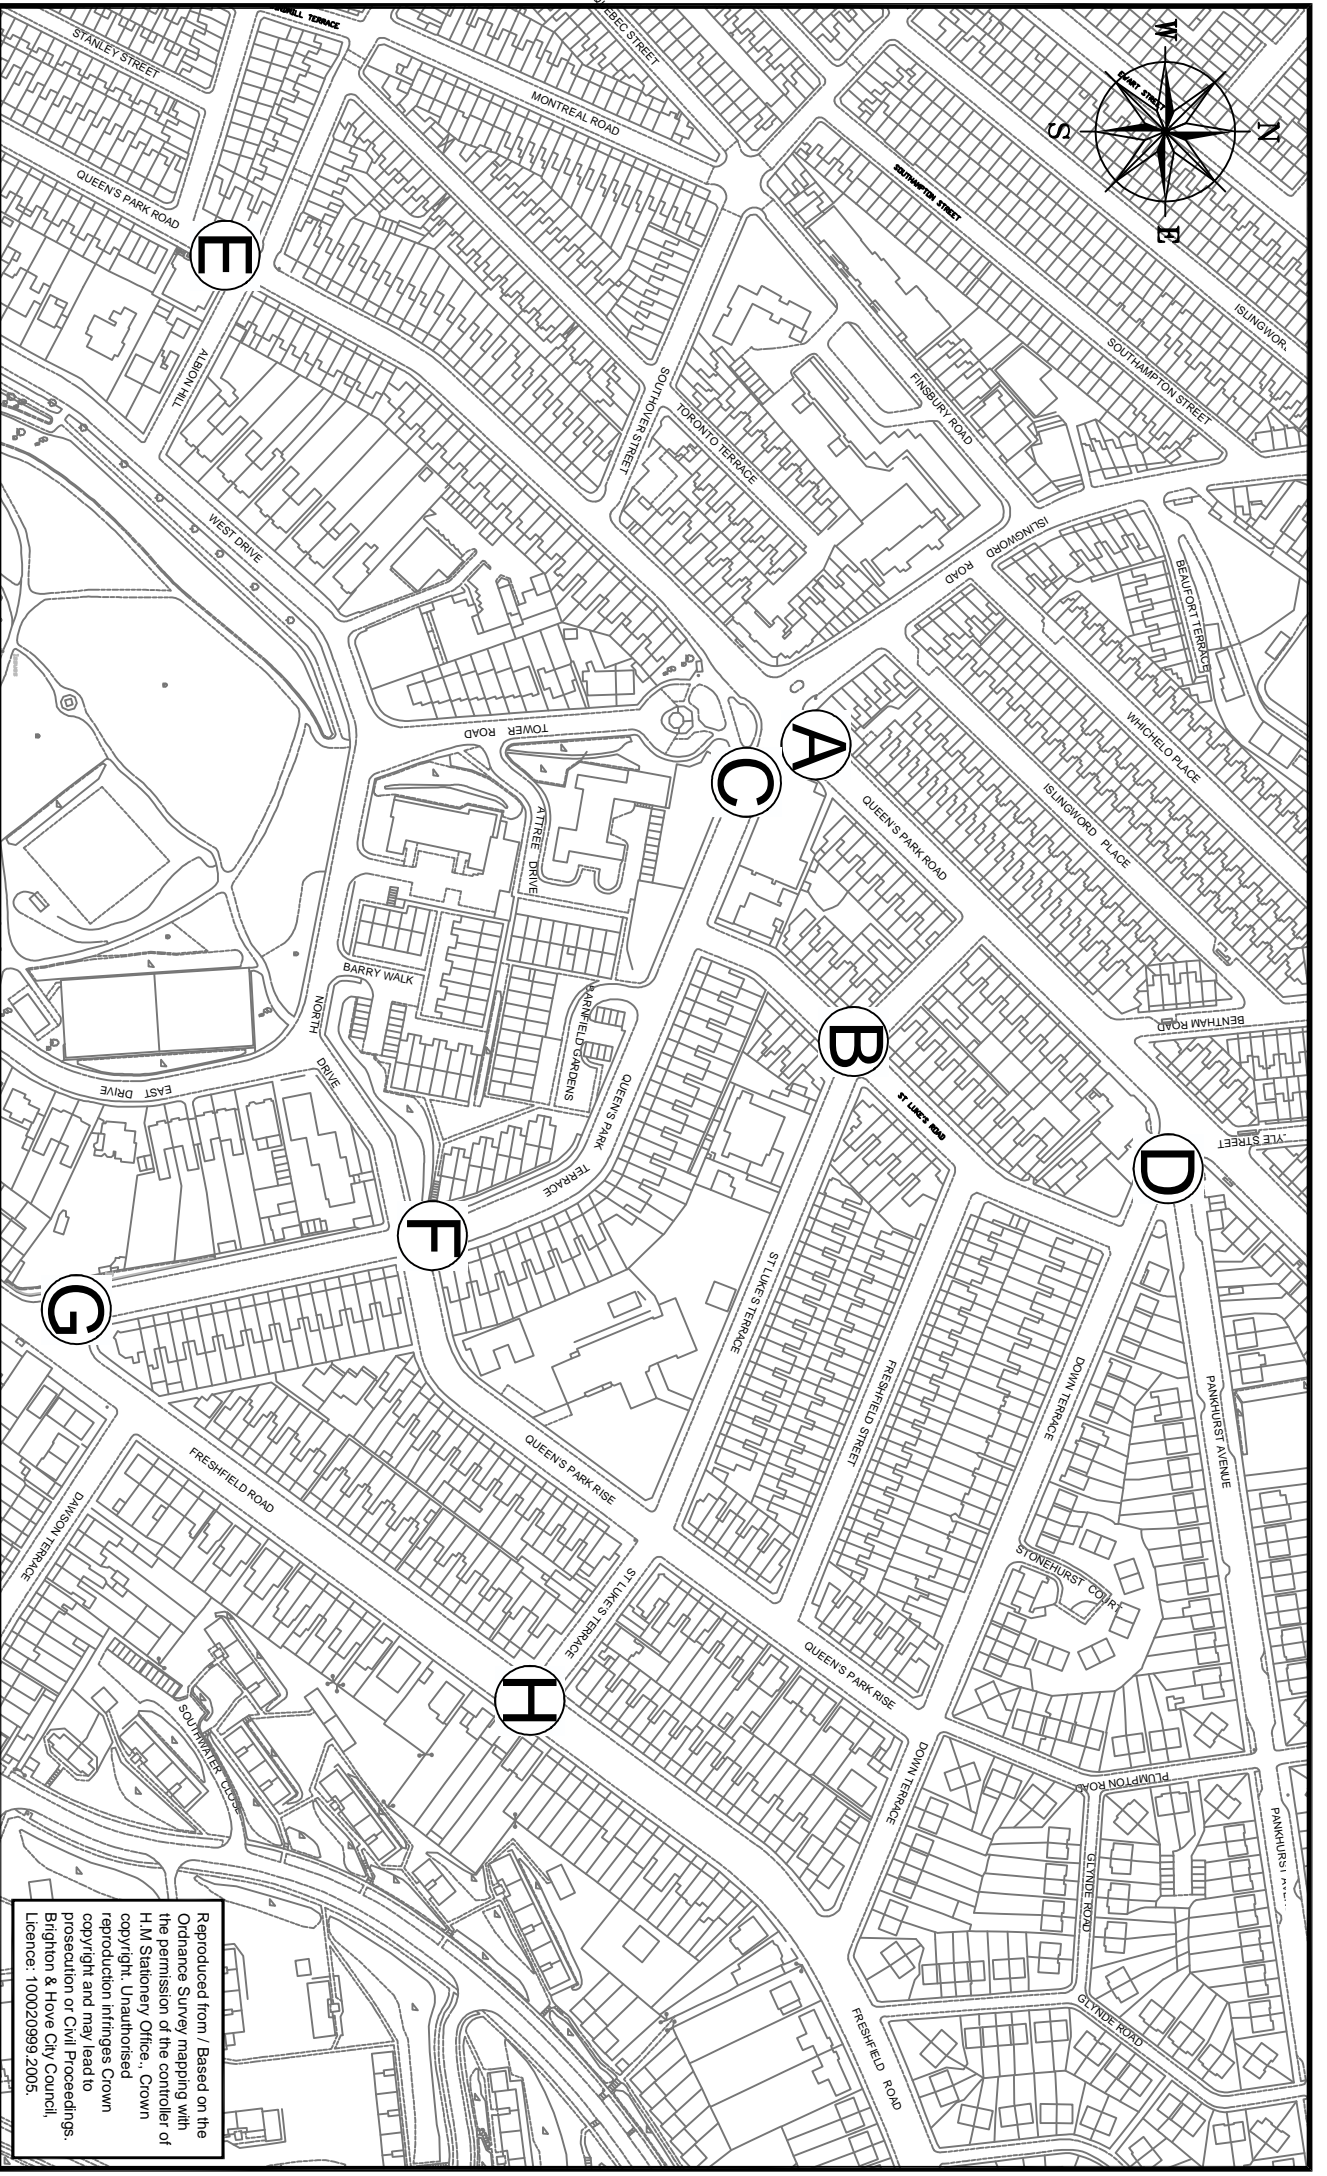 STANLEY STREET
QUEEN'S PARK ROAD
TERRACE
MONTREAL ROAD
W
N
S
E
SOUTHAMPTON STREET
SOUTHAMPTON STREET
FINSBURY ROAD
SOUTHOVER STREET
TORONTO TERRACE
ALBION HILL
WEST DRIVE
ISLINGWORD
ROAD
BEAUFORT TERRACE
WHICHELO PLACE
ISLINGWORD PLACE
QUEEN'S PARK ROAD
TOWER ROAD
ATTREE DRIVE
BARRY WALK
BARNFIELD GARDENS
NORTH
DRIVE
EAST DRIVE
QUEEN'S PARK
TERRACE
BENTHAM ROAD
ST LUKE'S ROAD
ST LUKE'S TERRACE
FRESHFIELD STREET
DOWN TERRACE
PANKHURST AVENUE
STONEHURST COURT
QUEEN'S PARK RISE
QUEEN'S PARK RISE
ST LUKE'S TERRACE
FRESHFIELD ROAD
DAWSON TERRACE
SOUTHWATER CLOSE
DOWN TERRACE
PLUMPTON ROAD
GLYNDE ROAD
GLYNDE ROAD
FRESHFIELD ROAD
A
B
C
D
E
F
G
H
Reproduced from / Based on the
Ordnance Survey mapping with
the permission of the controller of
H.M Stationery Office., Crown
copyright. Unauthorised
reproduction infringes Crown
copyright and may lead to
prosecution or Civil Proceedings.
Brighton & Hove City Council,
Licence: 100020999.2005.